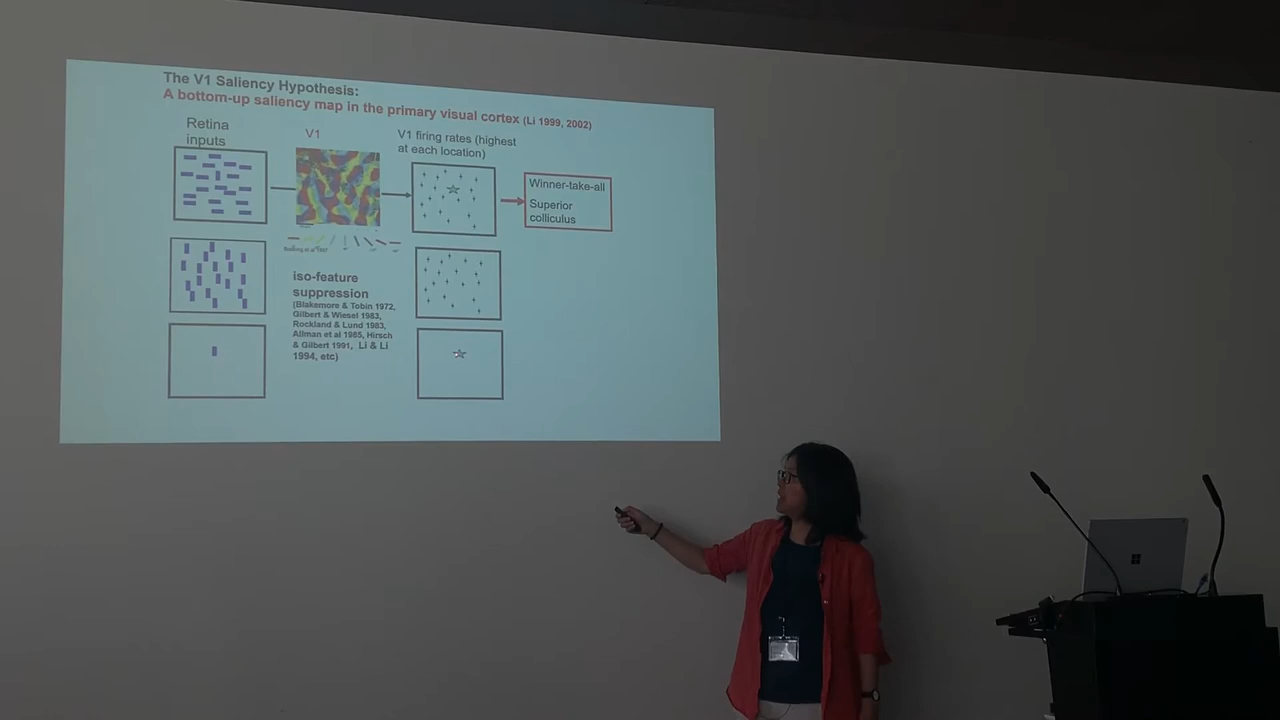 The V1 Saliency Hypothesis:
A bottom-up saliency map in the primary visual cortex (Li 1999, 2002)
Retina
inputs
V1
V1 firing rates (highest
at each location)
Winner-take-all
Superior
colliculus
iso-feature
suppression
(Blakemore & Tobin 1972,
Gilbert & Wiesel 1983,
Rockland & Lund 1983,
Allman et al 1985, Hirsch
& Gilbert 1991, Li & Li
1994, etc)